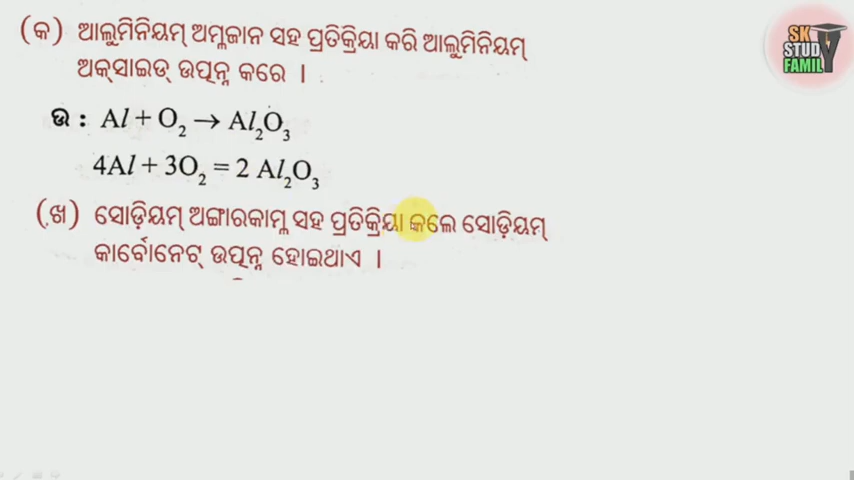 (କ) ଆଲୁମିନିୟମ୍ ଅମ୍ଳଜାନ ସହ ପ୍ରତିକ୍ରିୟା କରି ଆଲୁମିନିୟମ୍
ଅକ୍‌ସାଇଡ୍ ଉତ୍ପନ୍ନ କରେ ।
ଉ : Al + O₂ → Al₂O₃
4Al + 3O₂ = 2 Al₂O₃
(ଖ) ସୋଡ଼ିୟମ୍ ଅଙ୍ଗାରକାମ୍ଳ ସହ ପ୍ରତିକ୍ରିୟା କଲେ ସୋଡ଼ିୟମ୍
କାର୍ବୋନେଟ୍ ଉତ୍ପନ୍ନ ହୋଇଥାଏ ।
SK
STUDY
FAMILY